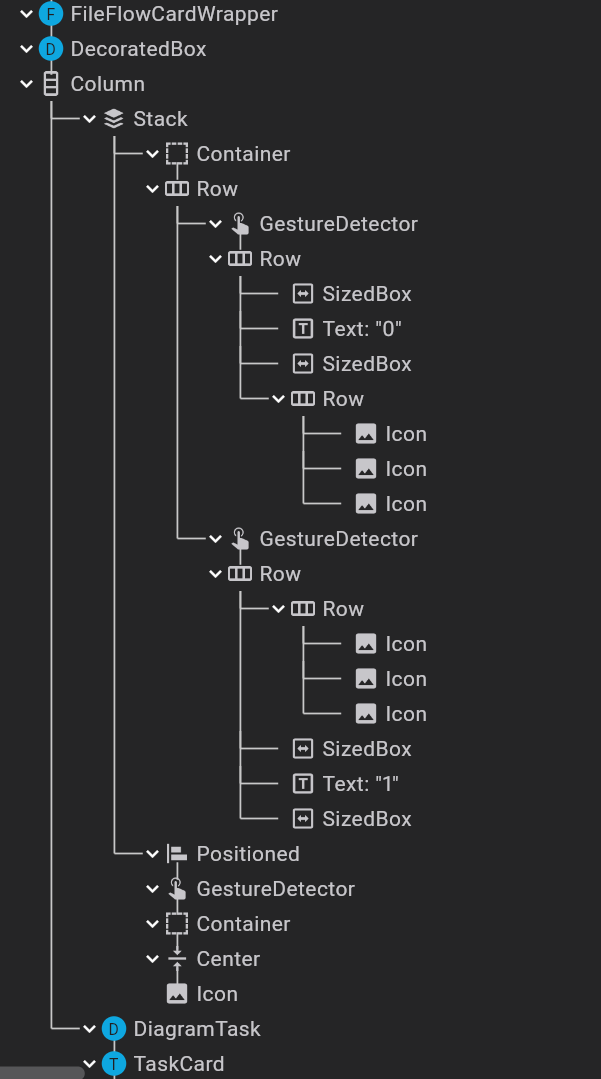 F FileFlowCardWrapper
D DecoratedBox
Column
Stack
Container
Row
GestureDetector
Row
SizedBox
T Text: "0"
SizedBox
Row
Icon
Icon
Icon
GestureDetector
Row
Row
Icon
Icon
Icon
SizedBox
T Text: "1"
SizedBox
Positioned
GestureDetector
Container
Center
Icon
D DiagramTask
T TaskCard